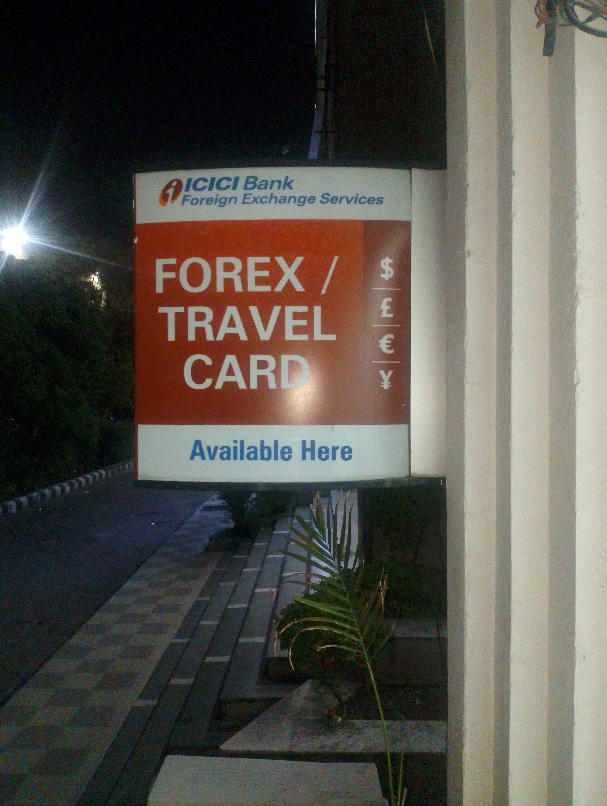 i ICICI Bank
Foreign Exchange Services
FOREX /
TRAVEL
CARD
$
£
€
¥
Available Here